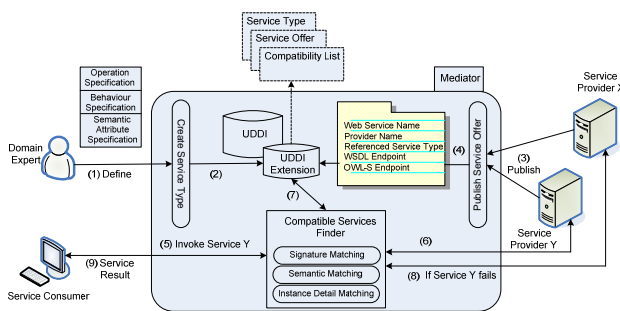 Service Type
Service Offer
Compatibility List
Operation
Specification
Behaviour
Specification
Semantic
Attribute
Specification
Mediator
Service
Provider X
Domain
Expert
(1) Define
Create Service Type
(2)
UDDI
UDDI
Extension
Web Service Name
Provider Name
Referenced Service Type
WSDL Endpoint
OWL-S Endpoint
(4)
Publish Service Offer
(3)
Publish
Service
Provider Y
(7)
Compatible Services
Finder
Signature Matching
Semantic Matching
Instance Detail Matching
(5) Invoke Service Y
(6)
(9) Service
Result
(8) If Service Y fails
Service Consumer